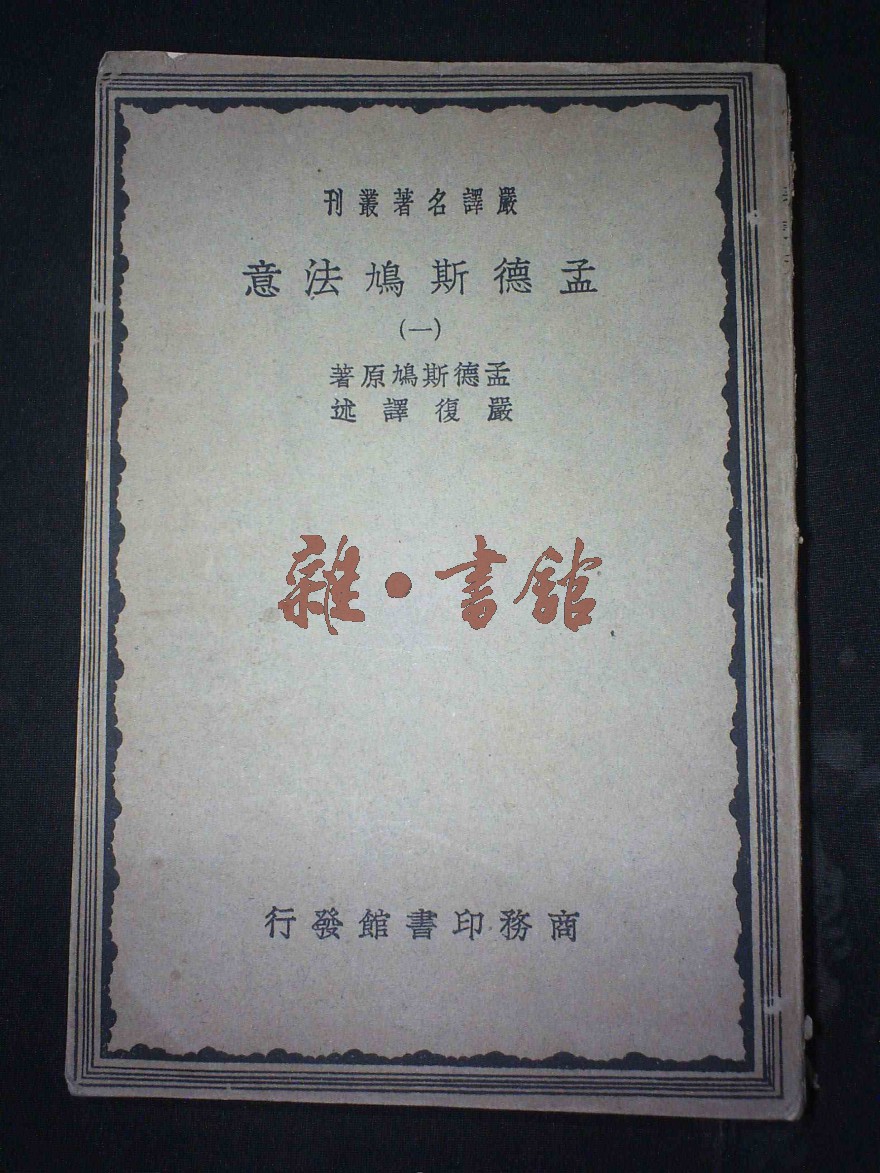 嚴譯名著叢刊
孟德斯鳩法意
(一)
孟德斯鳩原著
嚴復譯述
雜·書館
商務印書館發行